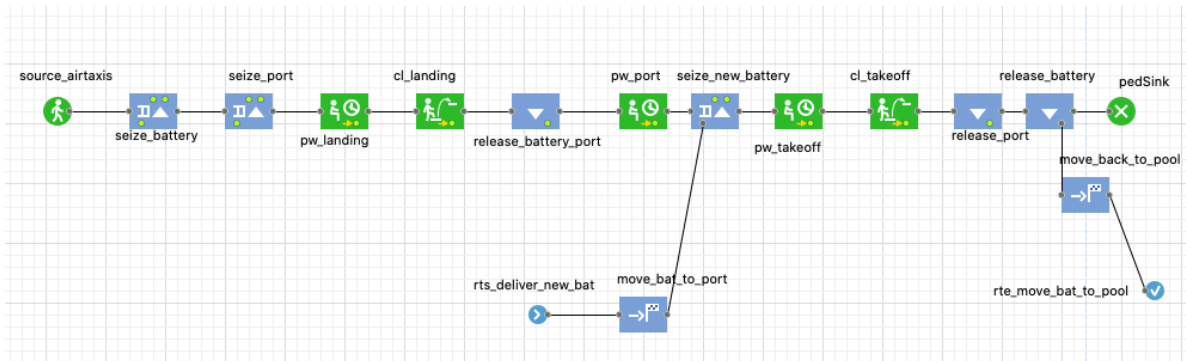 source_airtaxis
seize_battery
seize_port
pw_landing
cl_landing
release_battery_port
pw_port
seize_new_battery
pw_takeoff
cl_takeoff
release_port
release_battery
pedSink
move_back_to_pool
rts_deliver_new_bat
move_bat_to_port
rte_move_bat_to_pool